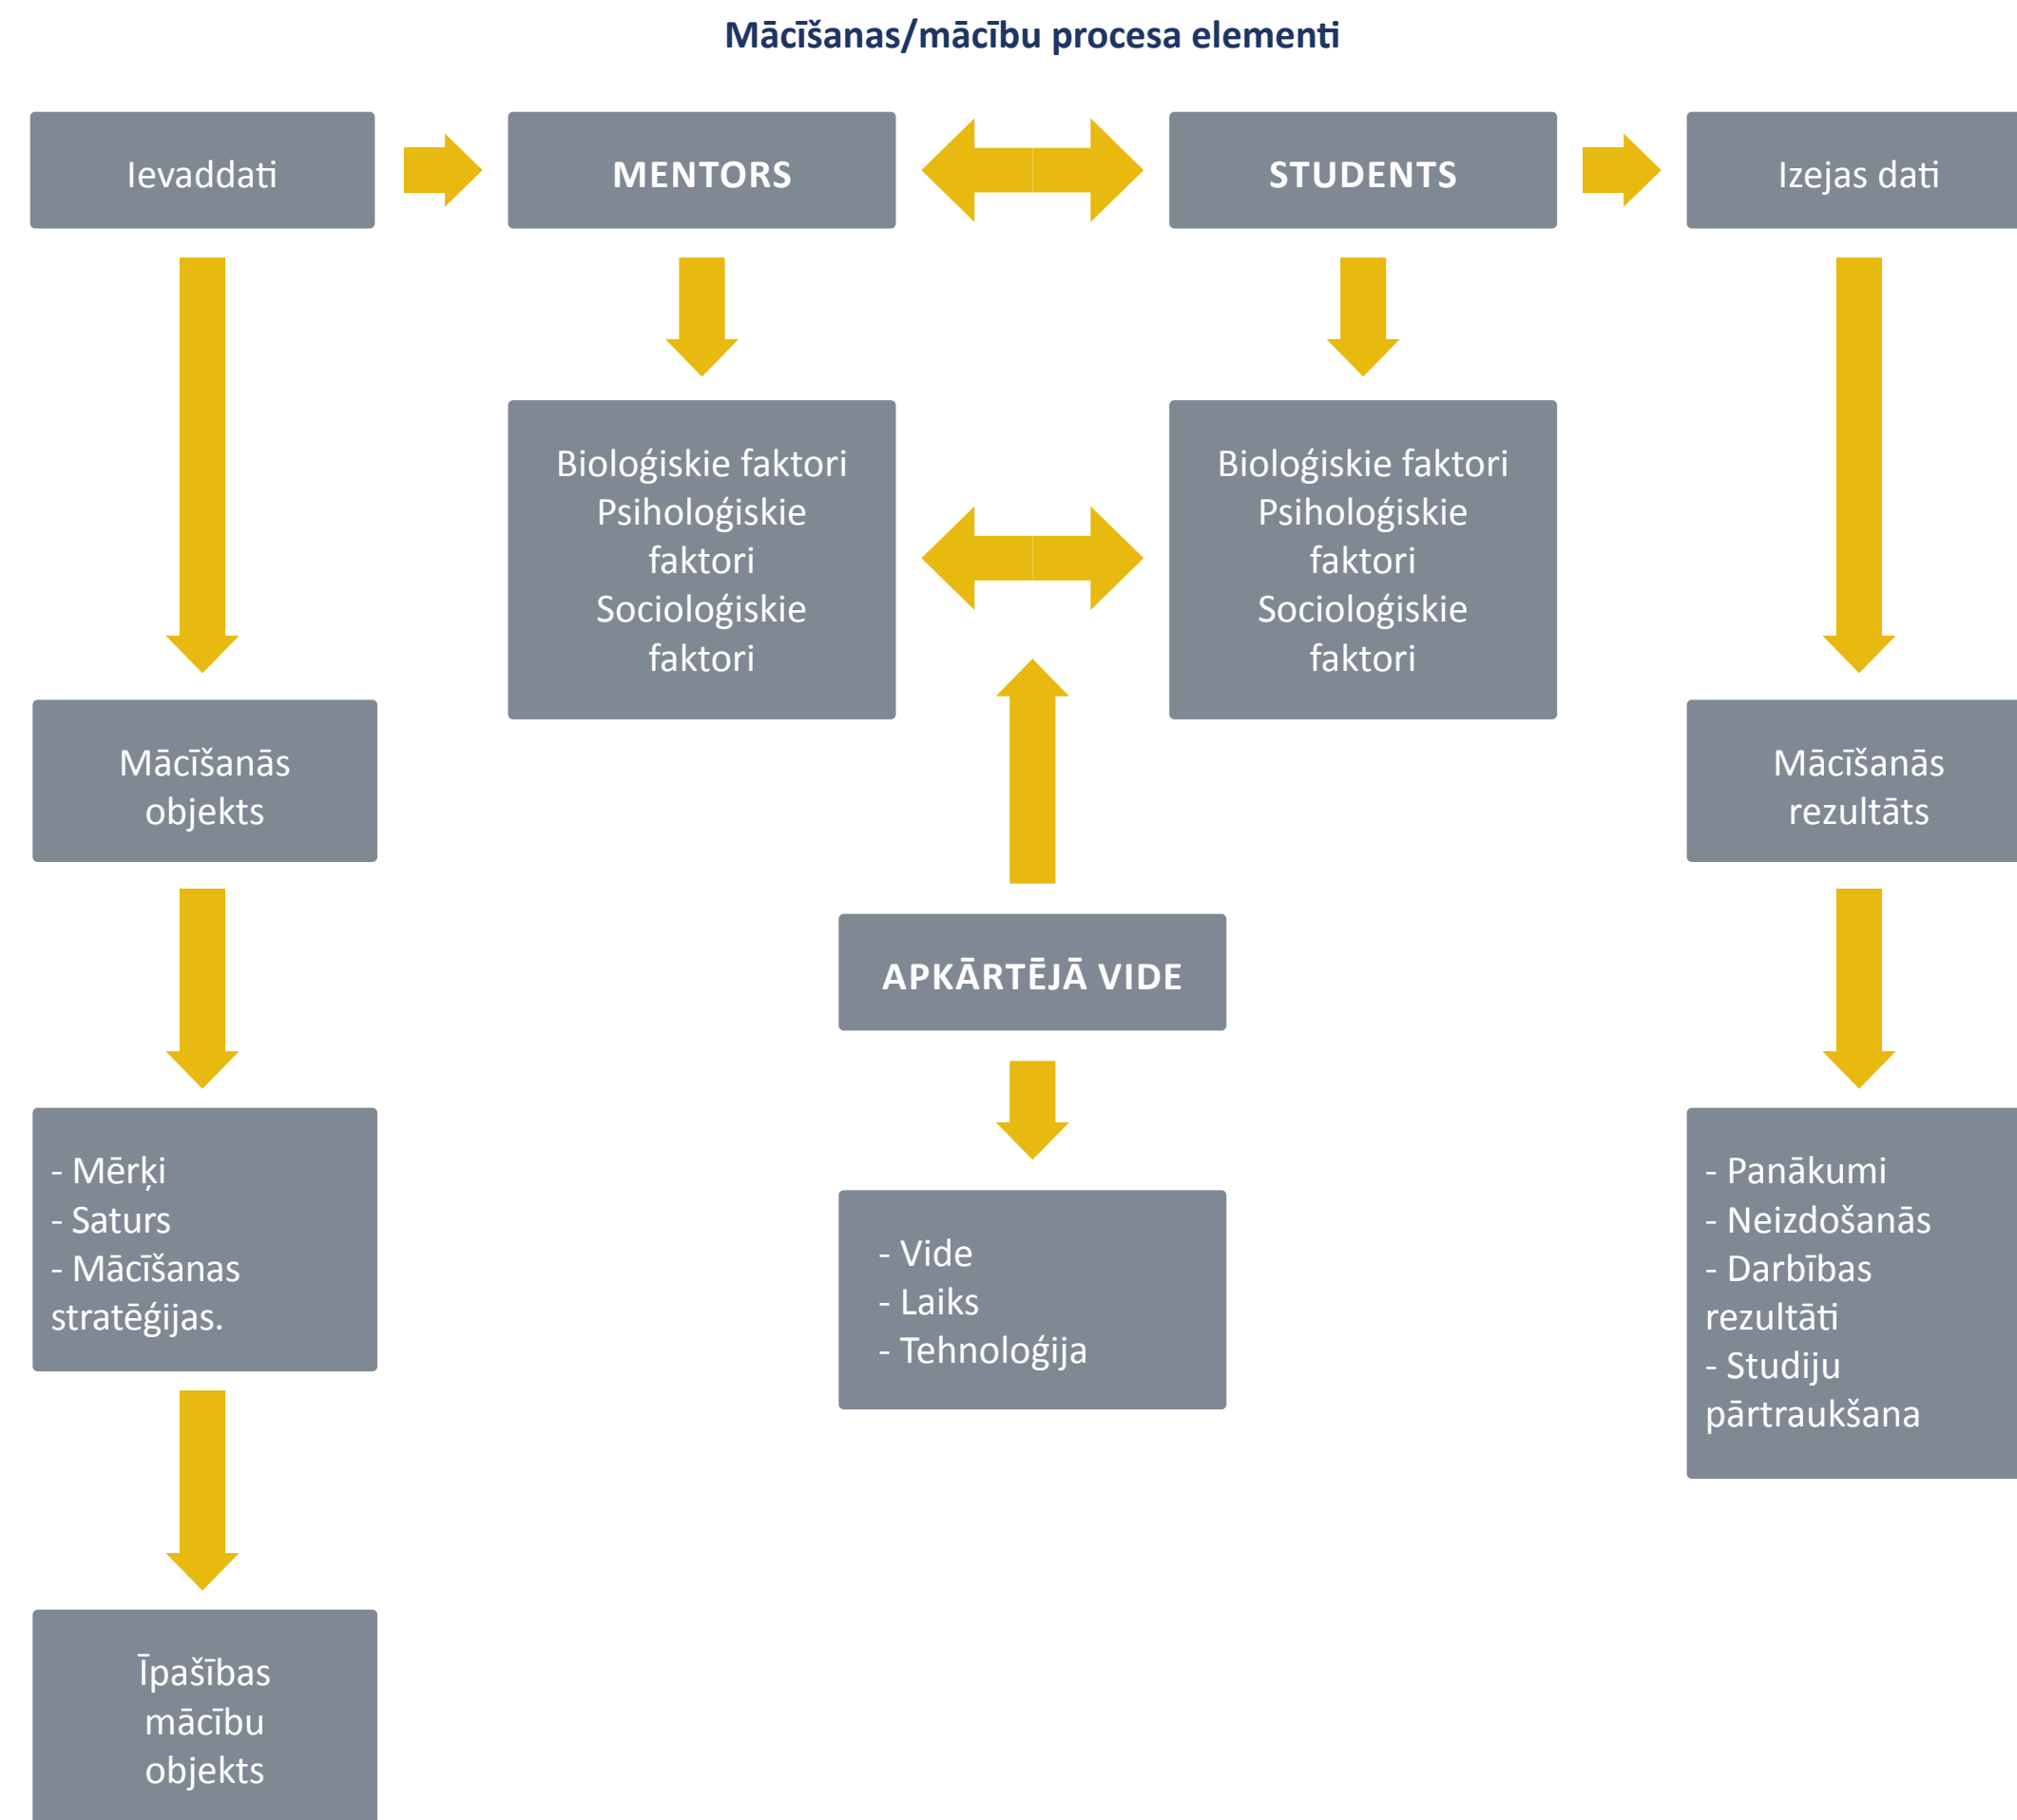 Mācīšanas/mācību procesa elementi
Ievaddati
MENTORS
STUDENTS
Izejas dati
Bioloģiskie faktori
Psiholoģiskie
faktori
Socioloģiskie
faktori
Bioloģiskie faktori
Psiholoģiskie
faktori
Socioloģiskie
faktori
Mācīšanās
objekts
Mācīšanās
rezultāts
APKĀRTĒJĀ VIDE
- Mērķi
- Saturs
- Mācīšanas
stratēģijas.
- Vide
- Laiks
- Tehnoloģija
- Panākumi
- Neizdošanās
- Darbības
rezultāti
- Studiju
pārtraukšana
Īpašības
mācību
objekts